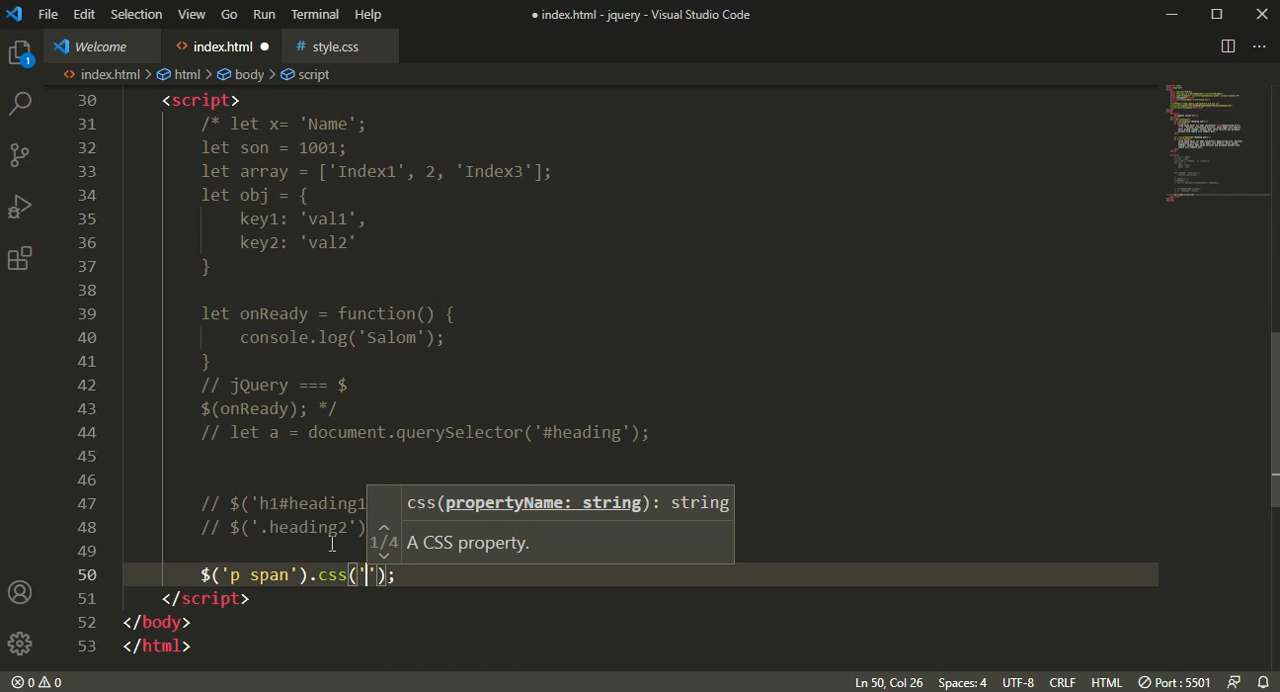 File Edit Selection View Go Run Terminal Help ● index.html - jquery - Visual Studio Code
Welcome <> index.html ● # style.css
<> index.html > html > body > script
30 <script>
31 /* let x= 'Name';
32 let son = 1001;
33 let array = ['Index1', 2, 'Index3'];
34 let obj = {
35 key1: 'val1',
36 key2: 'val2'
37 }
38
39 let onReady = function() {
40 console.log('Salom');
41 }
42 // jQuery === $
43 $(onReady); */
44 // let a = document.querySelector('#heading');
45
46
47 // $('h1#heading1
css(propertyName: string): string
48 // $('.heading2')
1/4 A CSS property.
49
50 $('p span').css('');
51 </script>
52 </body>
53 </html>
1
0 0 Ln 50, Col 26 Spaces: 4 UTF-8 CRLF HTML Port : 5501